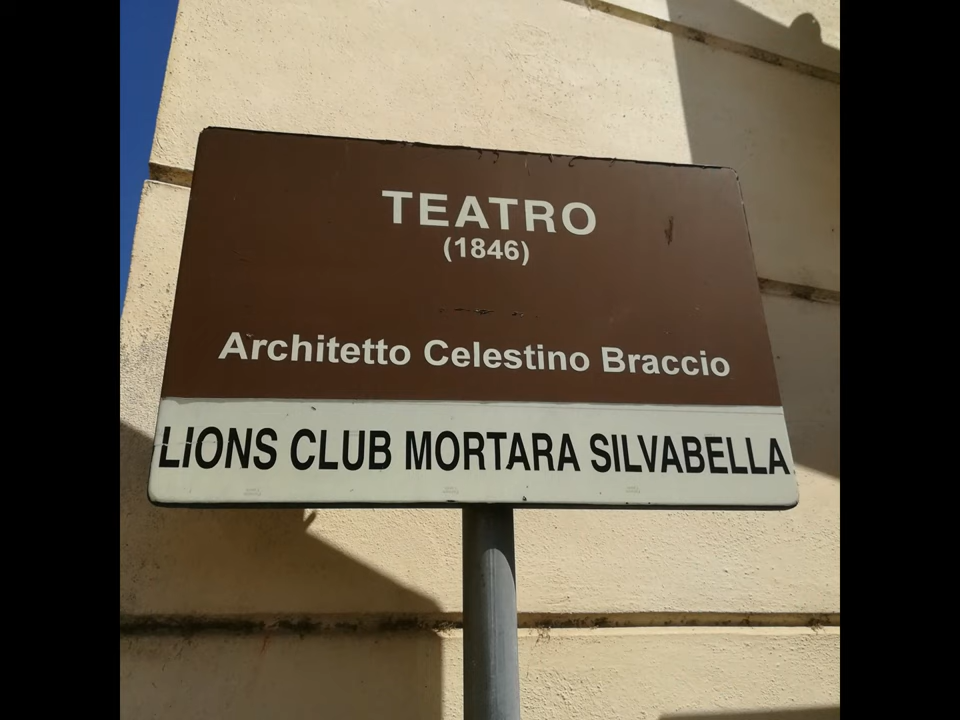 TEATRO
(1846)
Architetto Celestino Braccio
LIONS CLUB MORTARA SILVABELLA